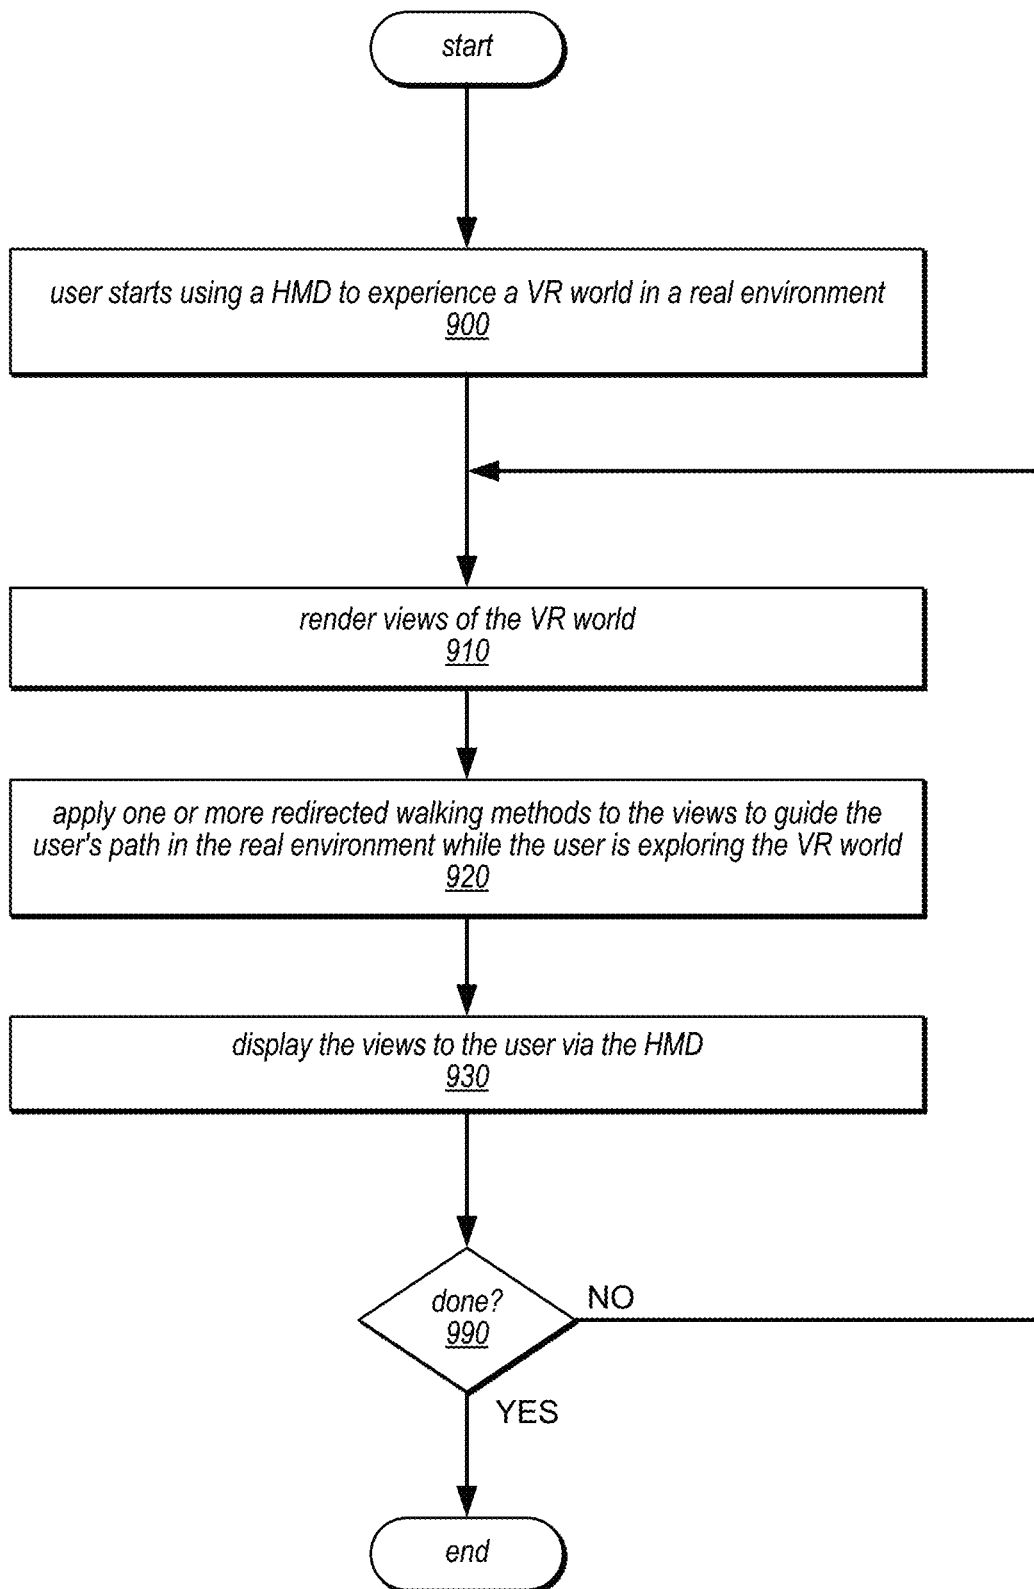 start
user starts using a HMD to experience a VR world in a real environment
900
render views of the VR world
910
apply one or more redirected walking methods to the views to guide the
user's path in the real environment while the user is exploring the VR world
920
display the views to the user via the HMD
930
done?
990
NO
YES
end